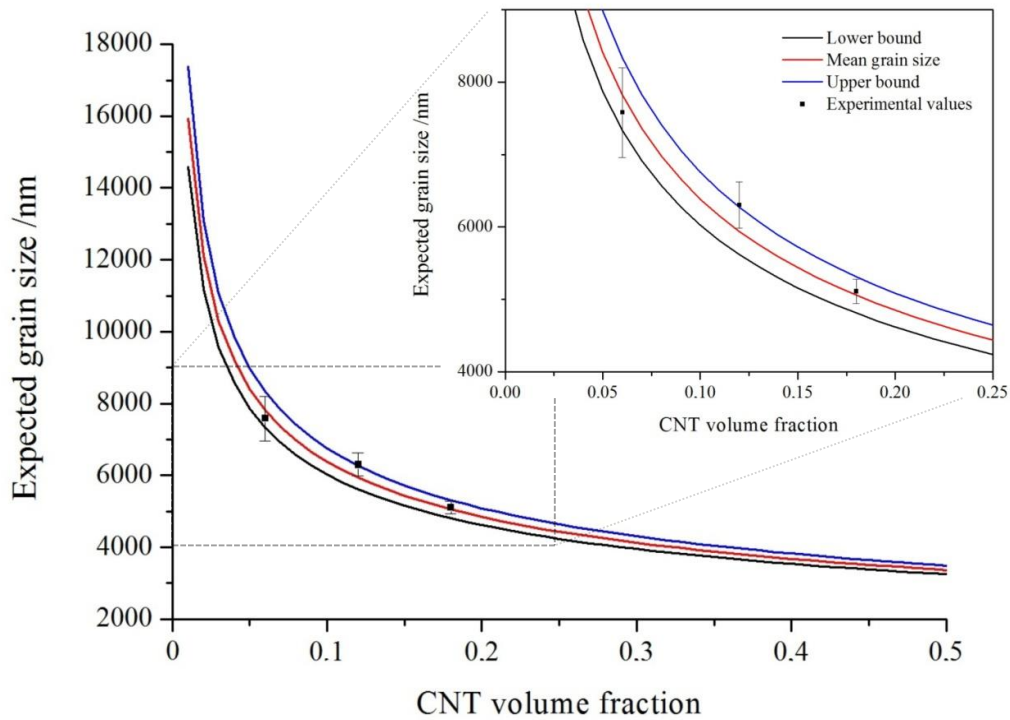 18000
16000
14000
12000
10000
8000
6000
4000
2000
Expected grain size /nm
0 0.1 0.2 0.3 0.4 0.5
CNT volume fraction
8000
6000
4000
Expected grain size /nm
Lower bound
Mean grain size
Upper bound
Experimental values
0.00 0.05 0.10 0.15 0.20 0.25
CNT volume fraction